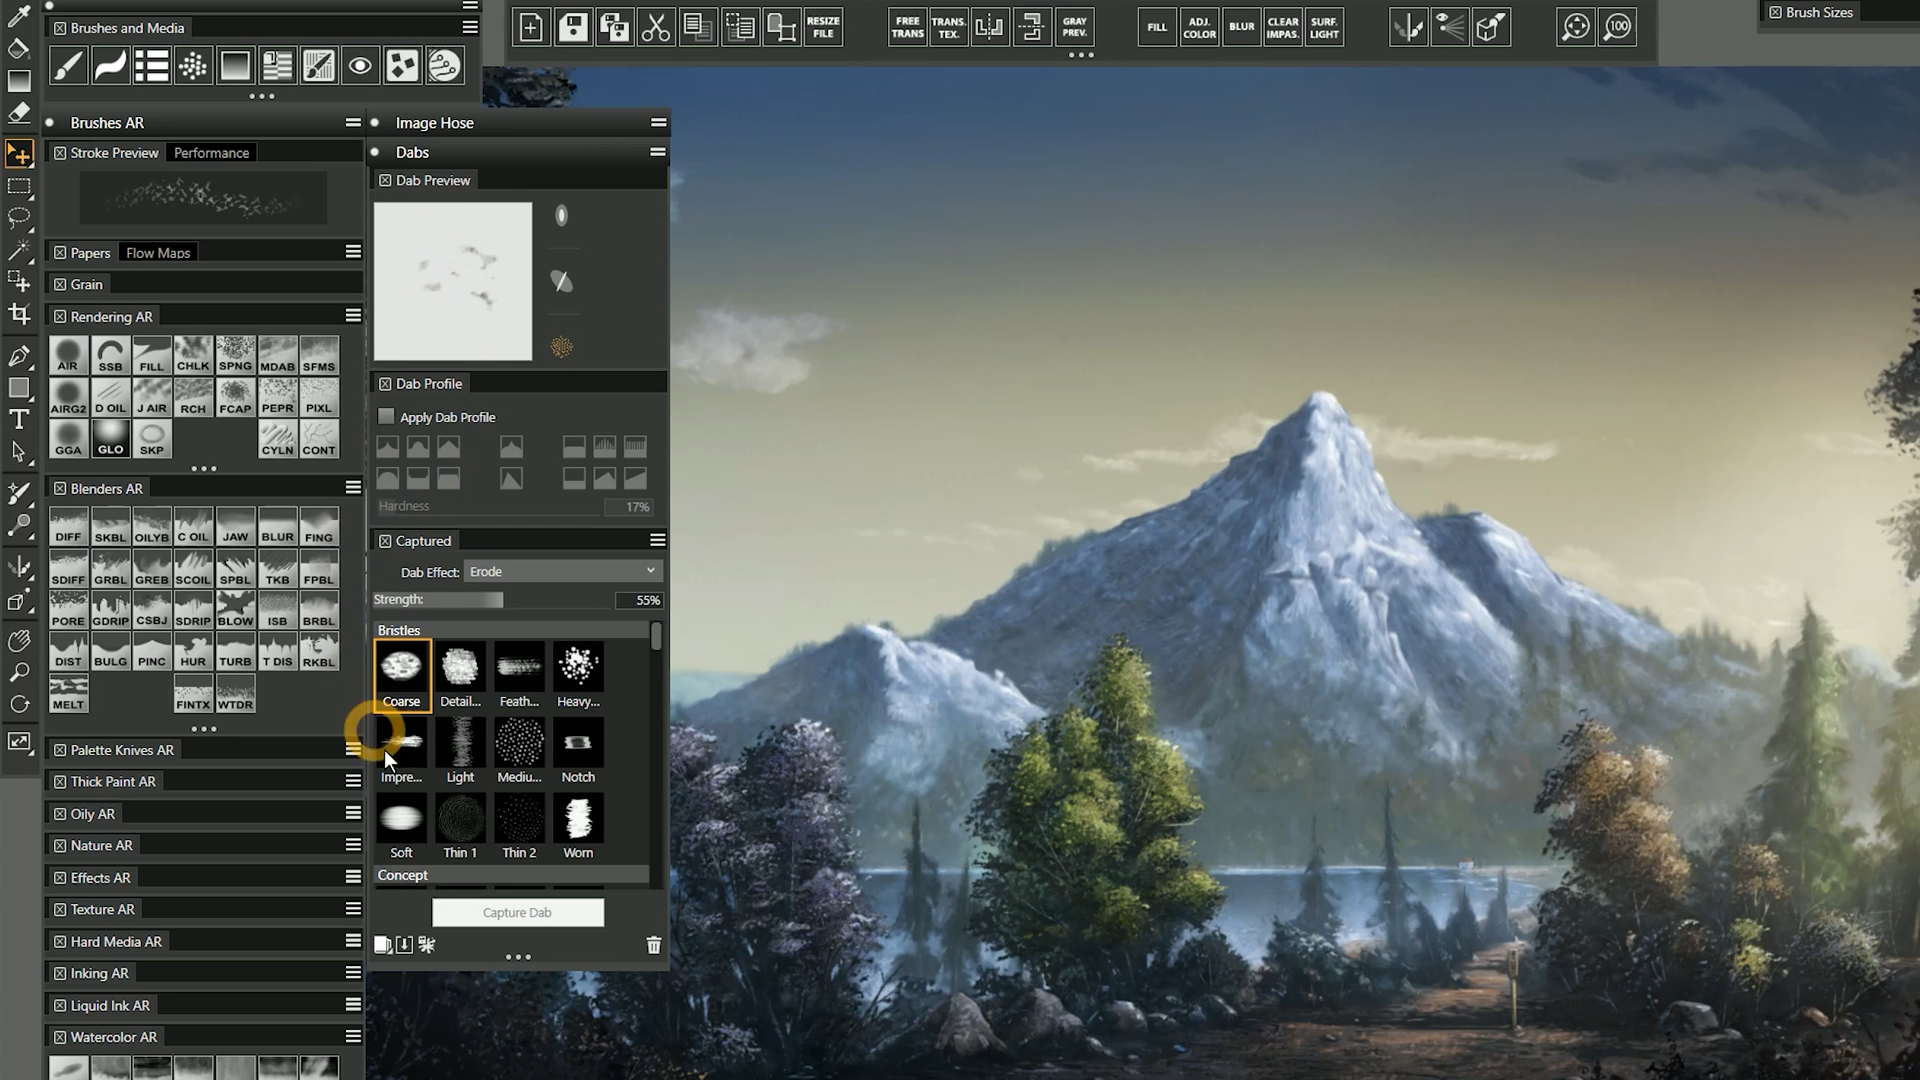 Brushes and Media
RESIZE FILE
FREE TRANS
TRANS. TEX.
GRAY PREV.
FILL
ADJ. COLOR
BLUR
CLEAR IMPAS.
SURF. LIGHT
100
Brush Sizes
Brushes AR
Stroke Preview Performance
Papers Flow Maps
Grain
Rendering AR
AIR SSB FILL CHLK SPNG MDAB SFMS
AIRG2 D OIL J AIR RCH FCAP PEPR PIXL
GGA GLO SKP CYLN CONT
Blenders AR
DIFF SKBL OILYB C OIL JAW BLUR FING
SDIFF GRBL GREB SCOIL SPBL TKB FPBL
PORE GDRIP CSBJ SDRIP BLOW ISB BRBL
DIST BULG PINC HUR TURB T DIS RKBL
MELT FINTX WTDR
Palette Knives AR
Thick Paint AR
Oily AR
Nature AR
Effects AR
Texture AR
Hard Media AR
Inking AR
Liquid Ink AR
Watercolor AR
Image Hose
Dabs
Dab Preview
Dab Profile
Apply Dab Profile
Hardness 17%
Captured
Dab Effect: Erode
Strength: 55%
Bristles
Coarse Detail... Feath... Heavy...
Impre... Light Mediu... Notch
Soft Thin 1 Thin 2 Worn
Concept
Capture Dab